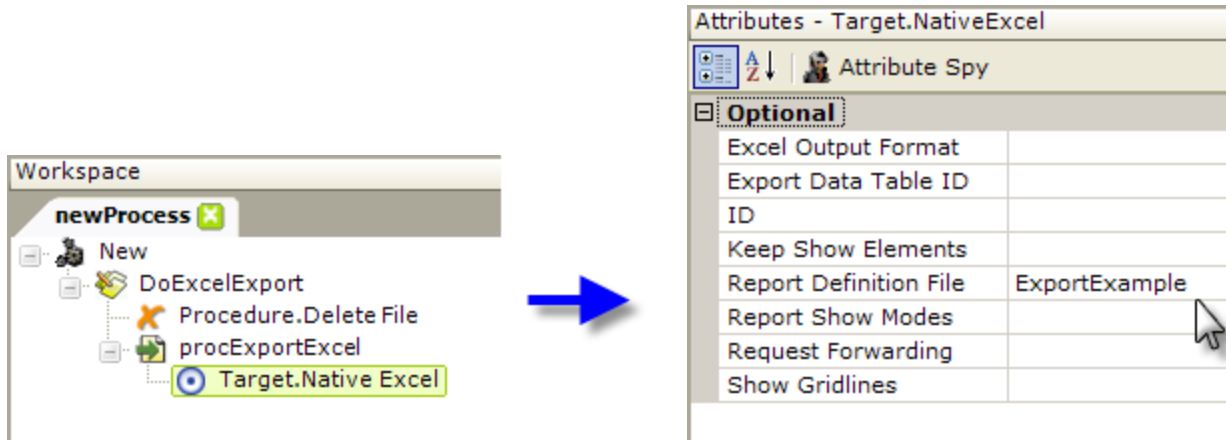 Workspace
newProcess
New
DoExcelExport
Procedure.Delete File
procExportExcel
Target.Native Excel
Attributes - Target.NativeExcel
A Z Attribute Spy
Optional
Excel Output Format
Export Data Table ID
ID
Keep Show Elements
Report Definition File ExportExample
Report Show Modes
Request Forwarding
Show Gridlines